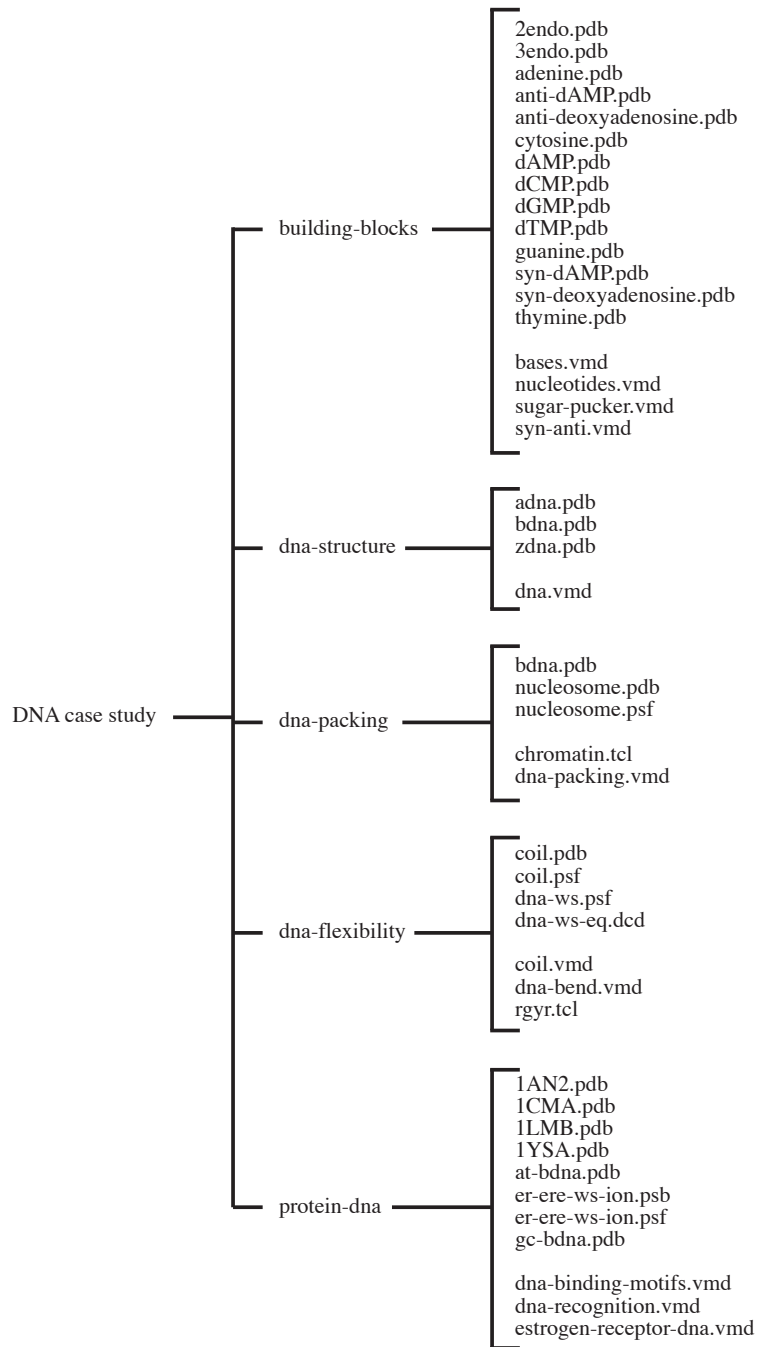 DNA case study
building-blocks
2endo.pdb
3endo.pdb
adenine.pdb
anti-dAMP.pdb
anti-deoxyadenosine.pdb
cytosine.pdb
dAMP.pdb
dCMP.pdb
dGMP.pdb
dTMP.pdb
guanine.pdb
syn-dAMP.pdb
syn-deoxyadenosine.pdb
thymine.pdb
bases.vmd
nucleotides.vmd
sugar-pucker.vmd
syn-anti.vmd
dna-structure
adna.pdb
bdna.pdb
zdna.pdb
dna.vmd
dna-packing
bdna.pdb
nucleosome.pdb
nucleosome.psf
chromatin.tcl
dna-packing.vmd
dna-flexibility
coil.pdb
coil.psf
dna-ws.psf
dna-ws-eq.dcd
coil.vmd
dna-bend.vmd
rgyr.tcl
protein-dna
1AN2.pdb
1CMA.pdb
1LMB.pdb
1YSA.pdb
at-bdna.pdb
er-ere-ws-ion.psb
er-ere-ws-ion.psf
gc-bdna.pdb
dna-binding-motifs.vmd
dna-recognition.vmd
estrogen-receptor-dna.vmd